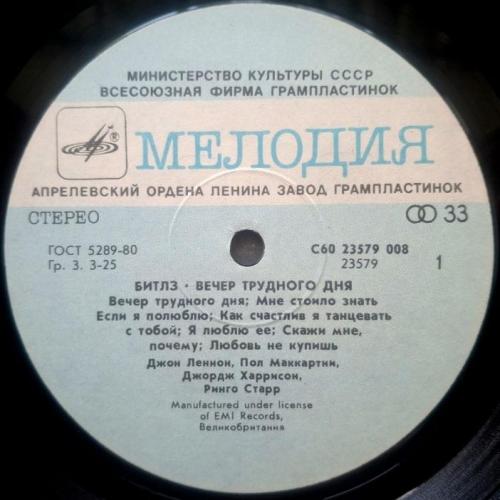 МИНИСТЕРСТВО КУЛЬТУРЫ СССР
ВСЕСОЮЗНАЯ ФИРМА ГРАМПЛАСТИНОК
МЕЛОДИЯ
АПРЕЛЕВСКИЙ ОРДЕНА ЛЕНИНА ЗАВОД ГРАМПЛАСТИНОК
СТЕРЕО 33
ГОСТ 5289-80 С60 23579 008
Гр. 3. 3-25 23579 1
БИТЛЗ · ВЕЧЕР ТРУДНОГО ДНЯ
Вечер трудного дня; Мне стоило знать
Если я полюблю; Как счастлив я танцевать
с тобой; Я люблю ее; Скажи мне,
почему; Любовь не купишь
Джон Леннон, Пол Маккартни,
Джордж Харрисон,
Ринго Старр
Manufactured under license
of EMI Records,
Великобритания